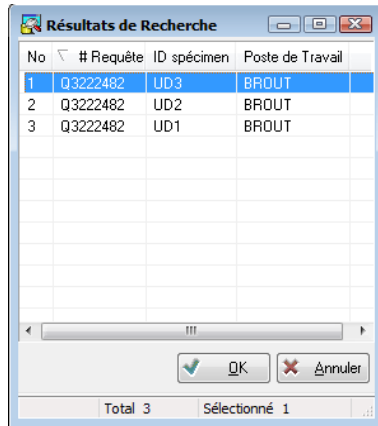 Résultats de Recherche
No # Requête ID spécimen Poste de Travail
1 Q3222482 UD3 BROUT
2 Q3222482 UD2 BROUT
3 Q3222482 UD1 BROUT
OK Annuler
Total 3 Sélectionné 1